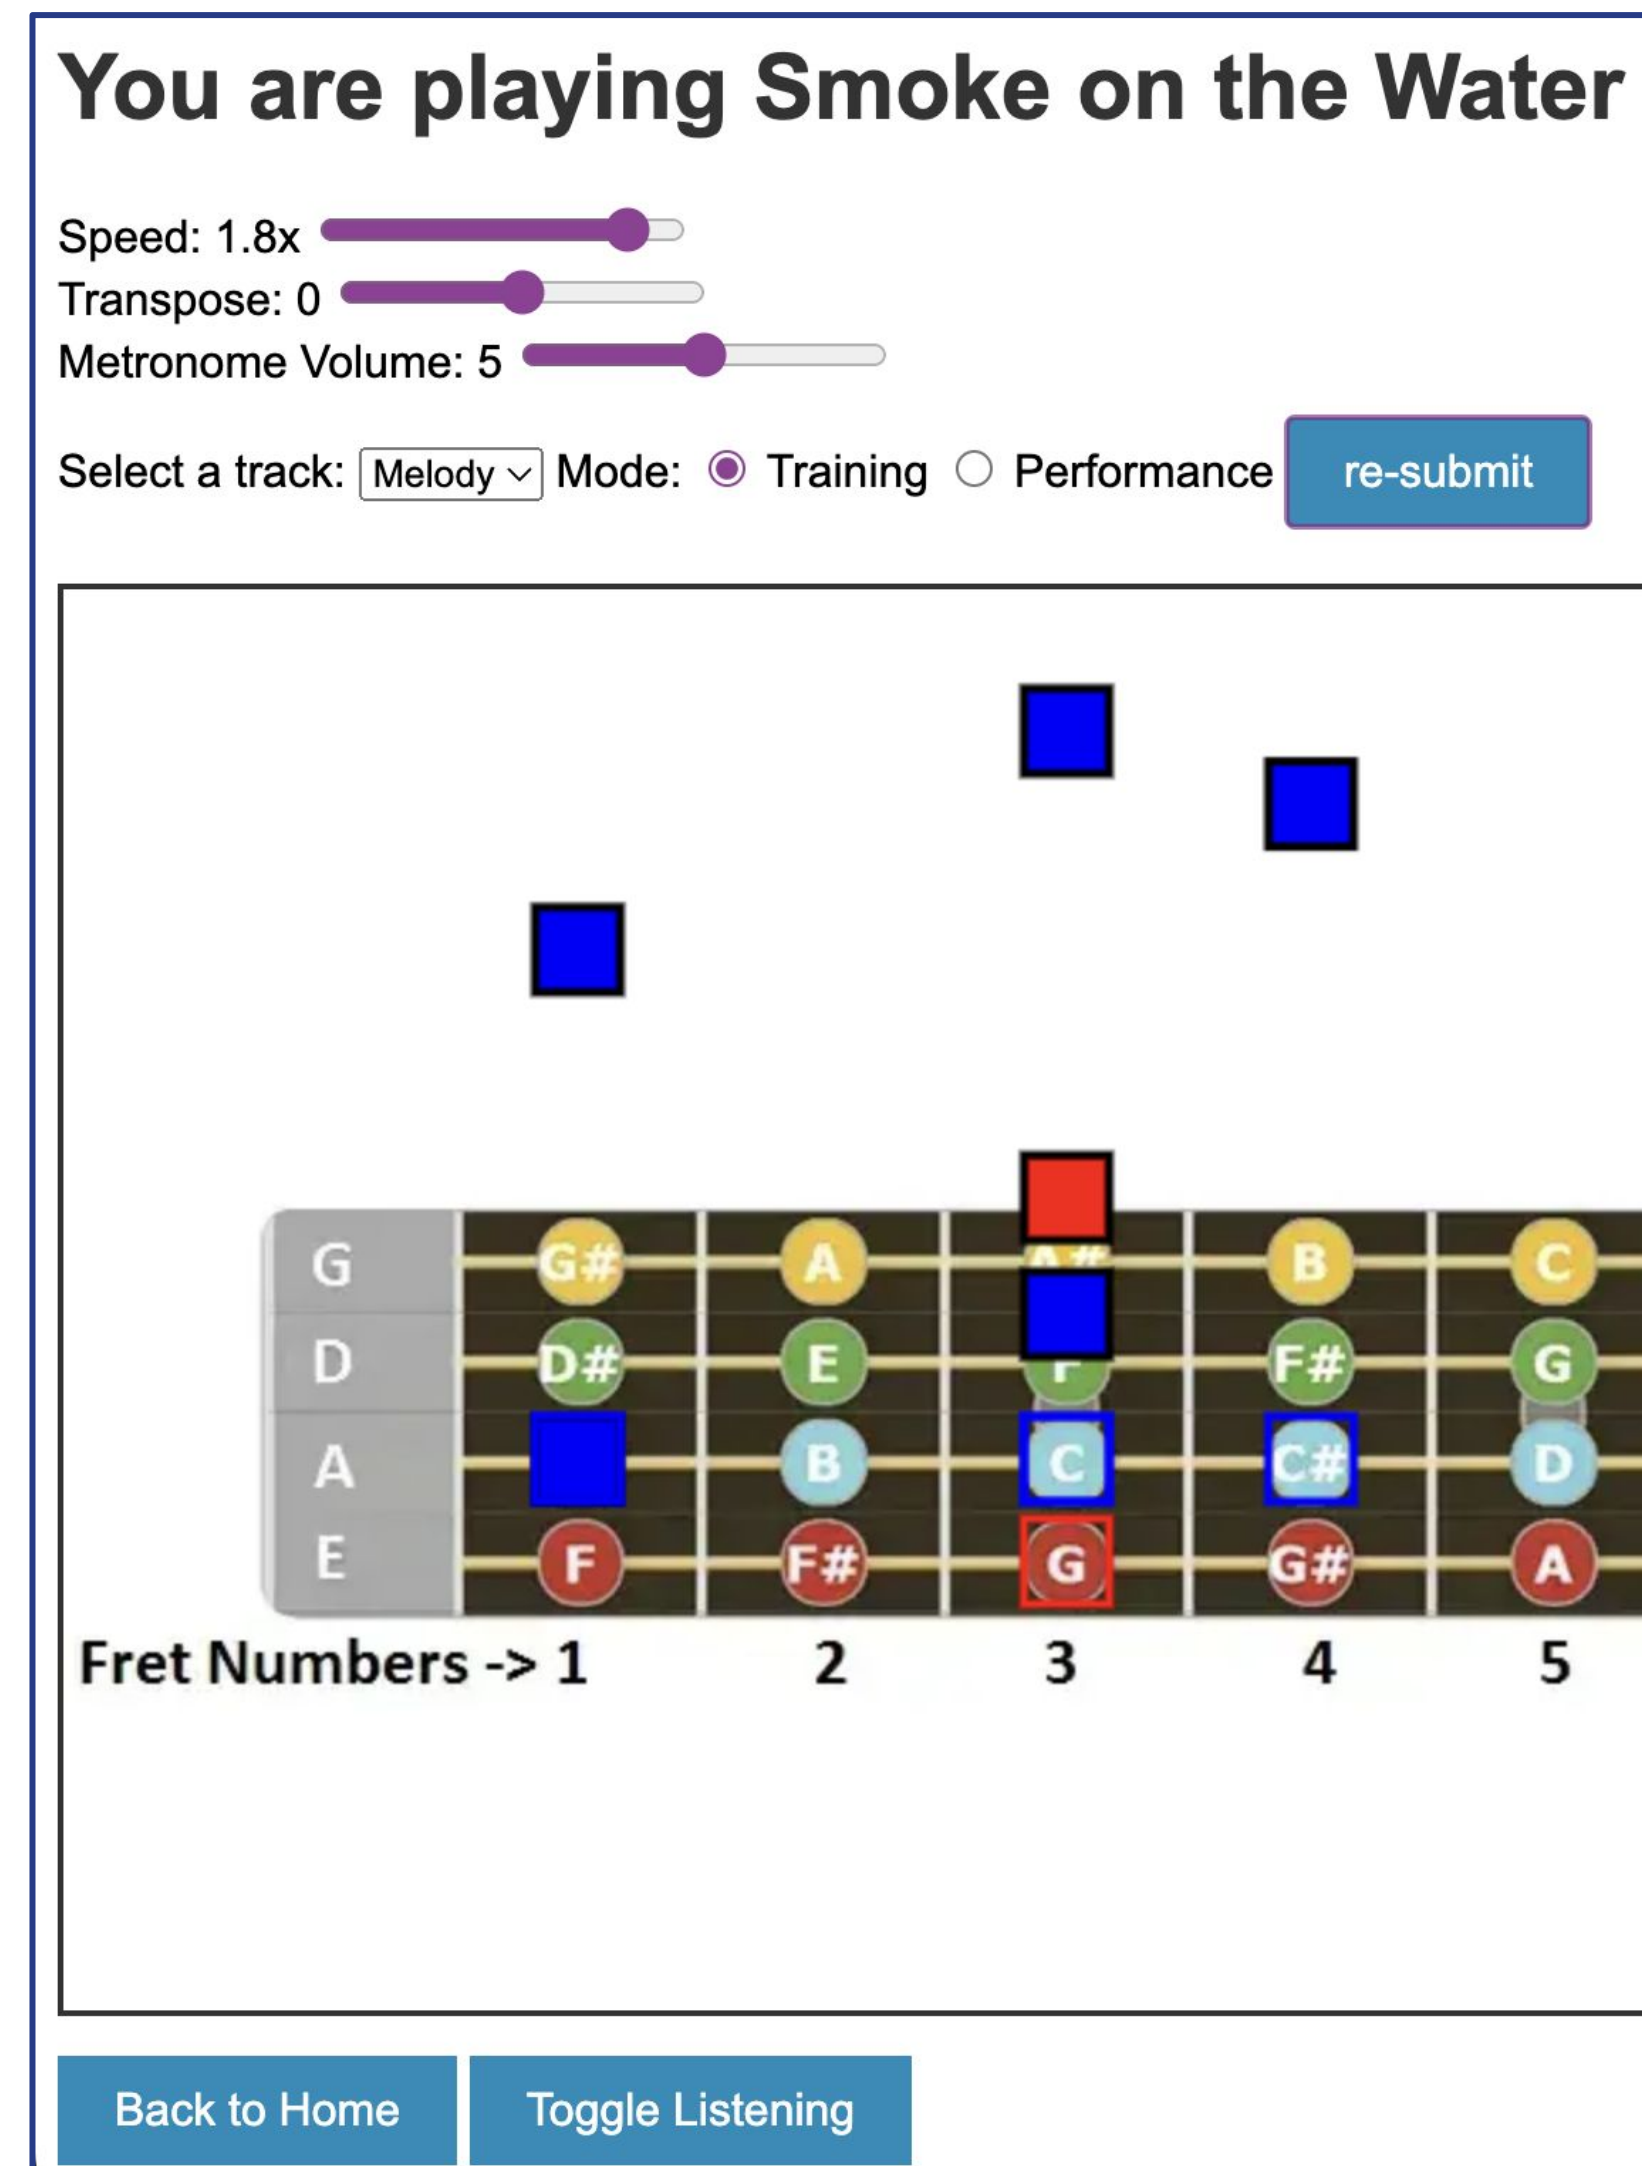 You are playing Smoke on the Water
Speed: 1.8x
Transpose: 0
Metronome Volume: 5
Select a track: Melody Mode: Training Performance re-submit
G G# A A# B C
D D# E F F# G
A B C C# D
E F F# G G# A
Fret Numbers -> 1 2 3 4 5
Back to Home Toggle Listening